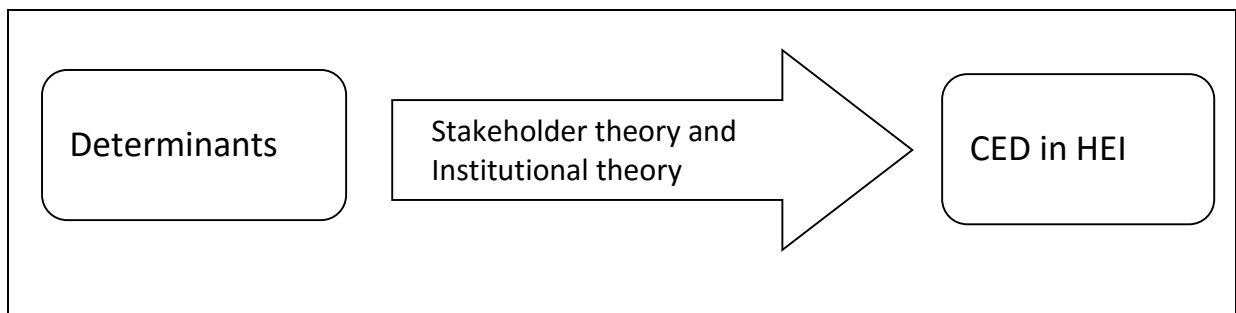 Determinants
Stakeholder theory and
Institutional theory
CED in HEI